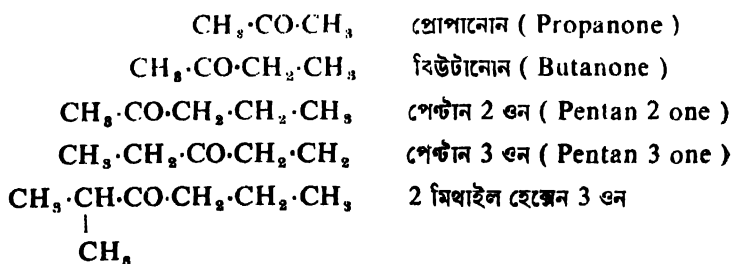 CH₃·CO·CH₃ প্রোপানোন ( Propanone )
CH₃·CO·CH₂·CH₃ বিউটানোন ( Butanone )
CH₃·CO·CH₂·CH₂·CH₃ পেন্টান 2 ওন ( Pentan 2 one )
CH₃·CH₂·CO·CH₂·CH₂ পেন্টান 3 ওন ( Pentan 3 one )
CH₃·CH·CO·CH₂·CH₂·CH₃ 2 মিথাইল হেক্সেন 3 ওন
|
CH₃